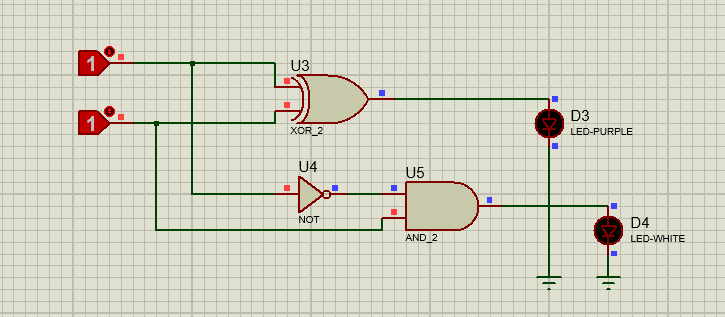 1
1
U3
XOR_2
U4
NOT
U5
AND_2
D3
LED-PURPLE
D4
LED-WHITE